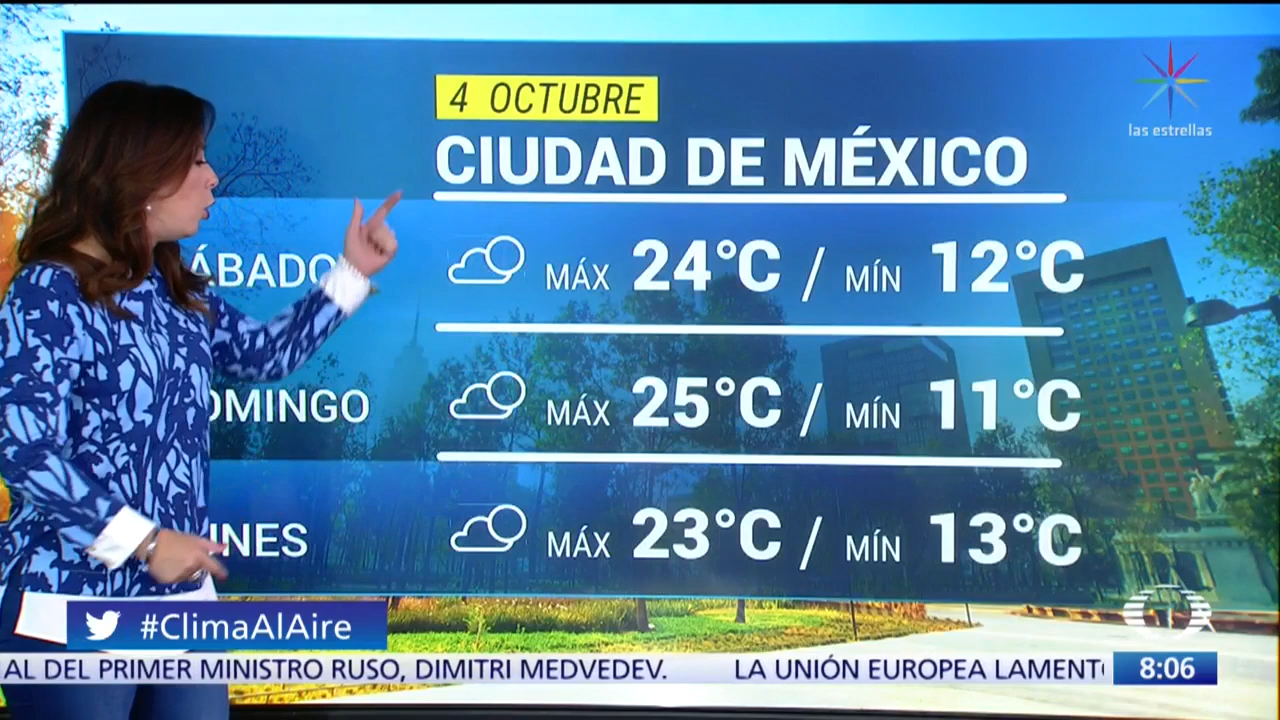 4 OCTUBRE
las estrellas
CIUDAD DE MÉXICO
ÁBADO MÁX 24°C / MÍN 12°C
OMINGO MÁX 25°C / MÍN 11°C
UNES MÁX 23°C / MÍN 13°C
#ClimaAlAire
AL DEL PRIMER MINISTRO RUSO, DIMITRI MEDVEDEV. LA UNIÓN EUROPEA LAMENT 8:06